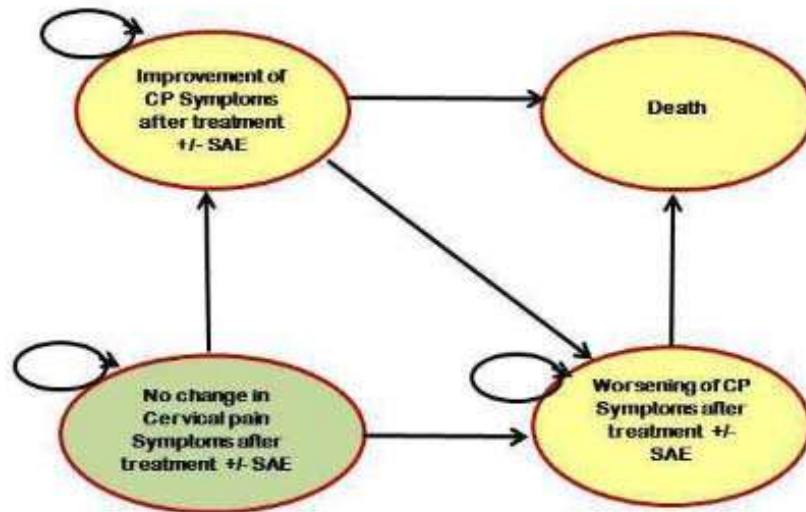 Improvement of
CP Symptoms
after treatment
+/- SAE
Death
No change in
Cervical pain
Symptoms after
treatment +/- SAE
Worsening of CP
Symptoms after
treatment +/-
SAE